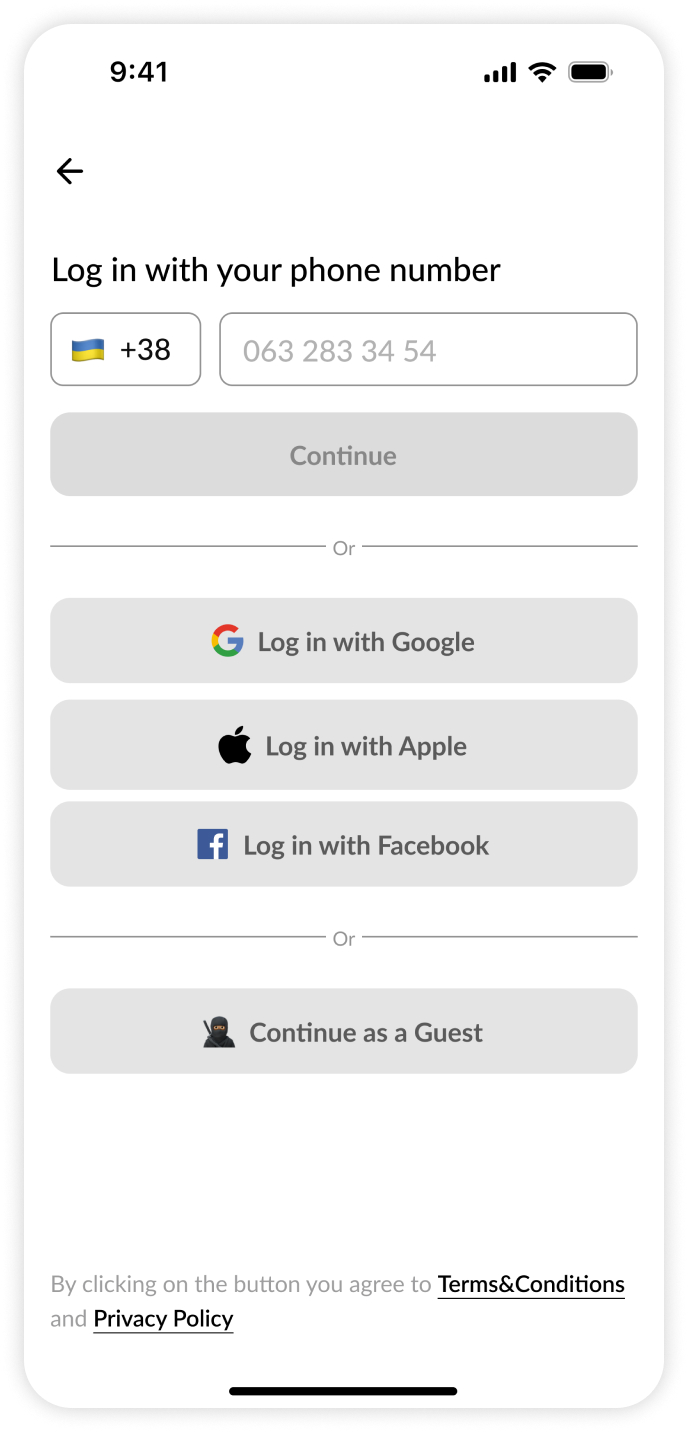 9:41
Log in with your phone number
+38
063 283 34 54
Continue
Or
Log in with Google
Log in with Apple
Log in with Facebook
Or
Continue as a Guest
By clicking on the button you agree to Terms&Conditions
and Privacy Policy